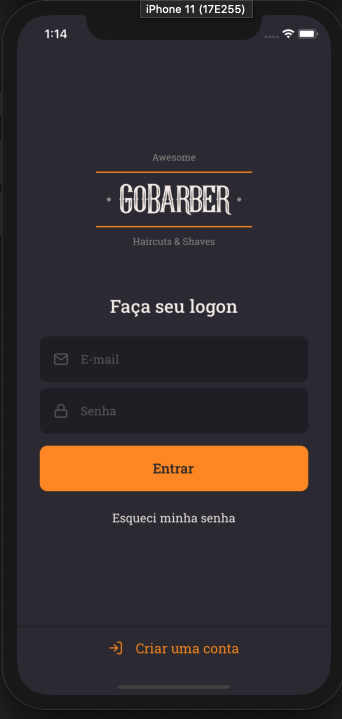 iPhone 11 (17E255)
1:14
Awesome
GOBARBER
Haircuts & Shaves
Faça seu logon
E-mail
Senha
Entrar
Esqueci minha senha
Criar uma conta